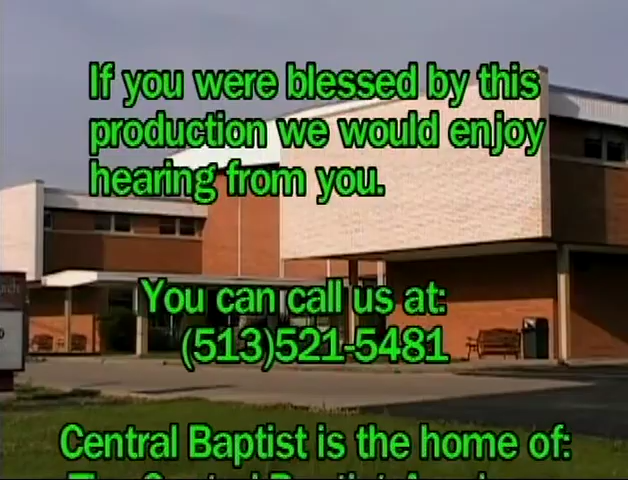 If you were blessed by this
production we would enjoy
hearing from you.
You can call us at:
(513)521-5481
Central Baptist is the home of: